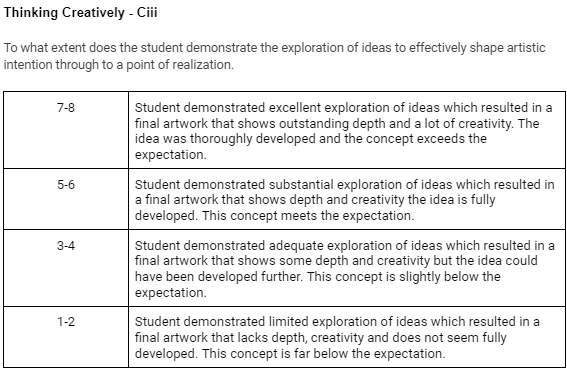 Thinking Creatively - Ciii
To what extent does the student demonstrate the exploration of ideas to effectively shape artistic
intention through to a point of realization.
7-8
Student demonstrated excellent exploration of ideas which resulted in a
final artwork that shows outstanding depth and a lot of creativity. The
idea was thoroughly developed and the concept exceeds the
expectation.
5-6
Student demonstrated substantial exploration of ideas which resulted in
a final artwork that shows depth and creativity the idea is fully
developed. This concept meets the expectation.
3-4
Student demonstrated adequate exploration of ideas which resulted in a
final artwork that shows some depth and creativity but the idea could
have been developed further. This concept is slightly below the
expectation.
1-2
Student demonstrated limited exploration of ideas which resulted in a
final artwork that lacks depth, creativity and does not seem fully
developed. This concept is far below the expectation.